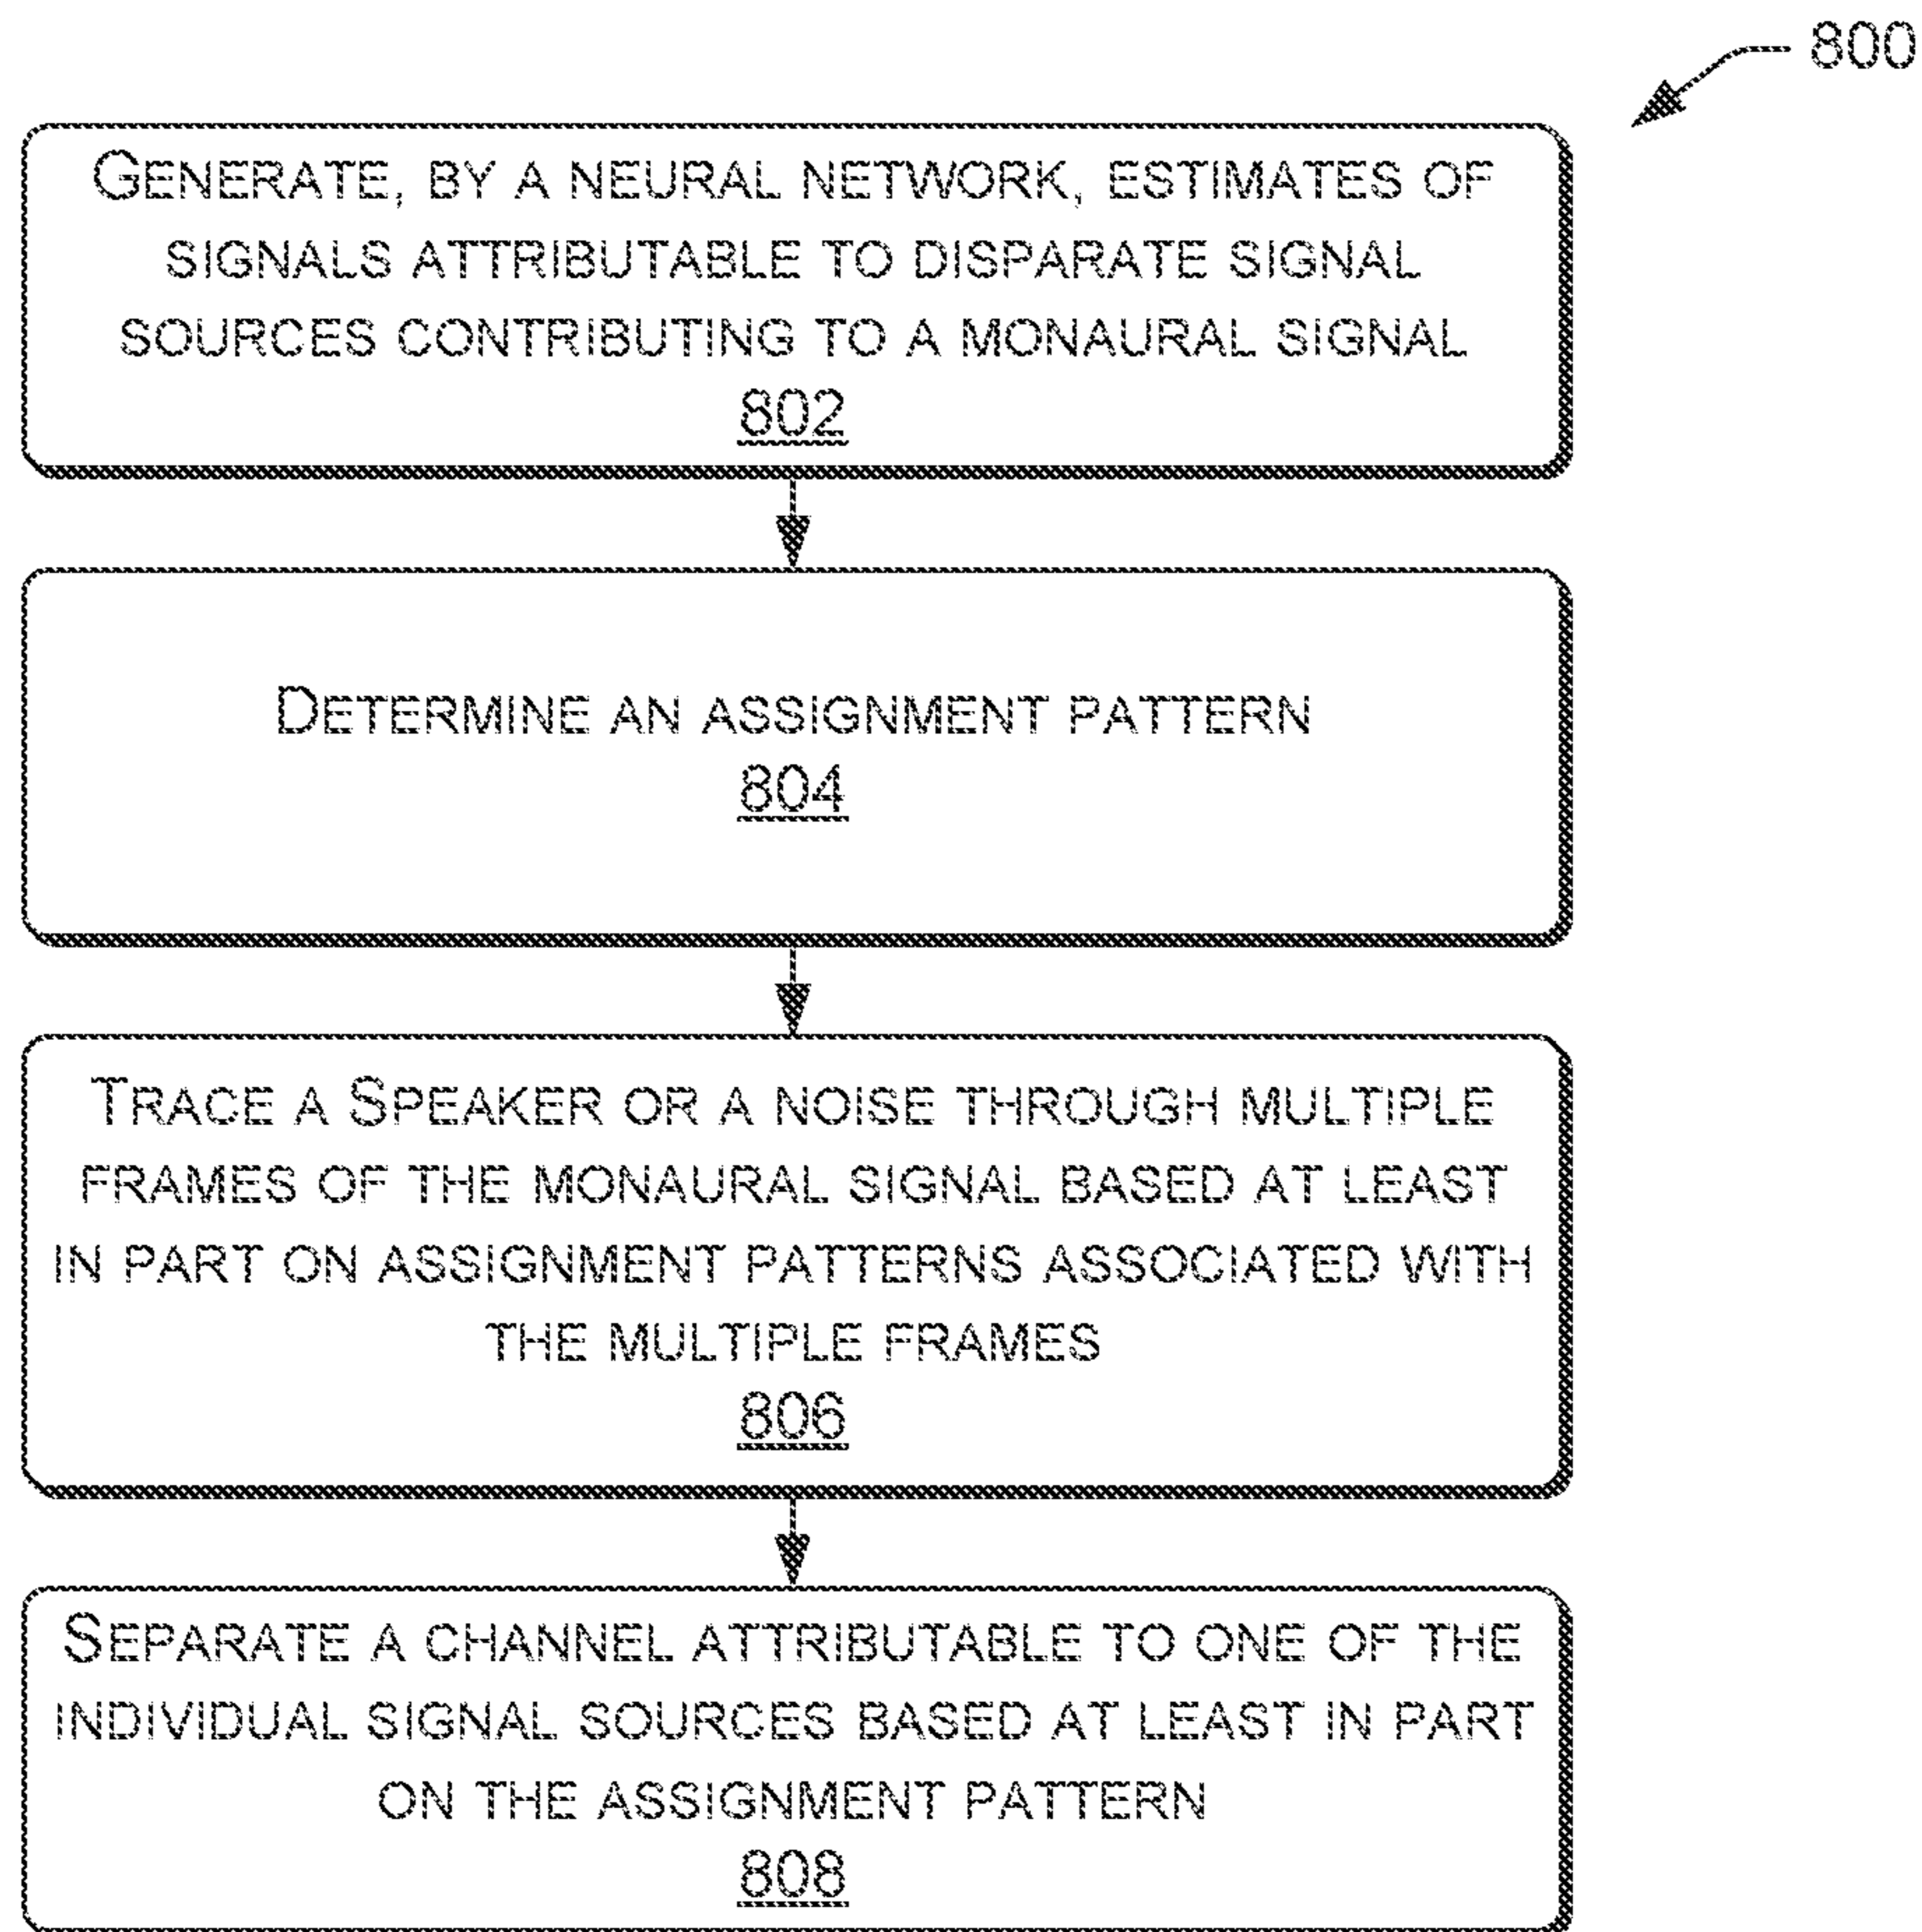 800
GENERATE, BY A NEURAL NETWORK, ESTIMATES OF
SIGNALS ATTRIBUTABLE TO DISPARATE SIGNAL
SOURCES CONTRIBUTING TO A MONAURAL SIGNAL
802
DETERMINE AN ASSIGNMENT PATTERN
804
TRACE A SPEAKER OR A NOISE THROUGH MULTIPLE
FRAMES OF THE MONAURAL SIGNAL BASED AT LEAST
IN PART ON ASSIGNMENT PATTERNS ASSOCIATED WITH
THE MULTIPLE FRAMES
806
SEPARATE A CHANNEL ATTRIBUTABLE TO ONE OF THE
INDIVIDUAL SIGNAL SOURCES BASED AT LEAST IN PART
ON THE ASSIGNMENT PATTERN
808